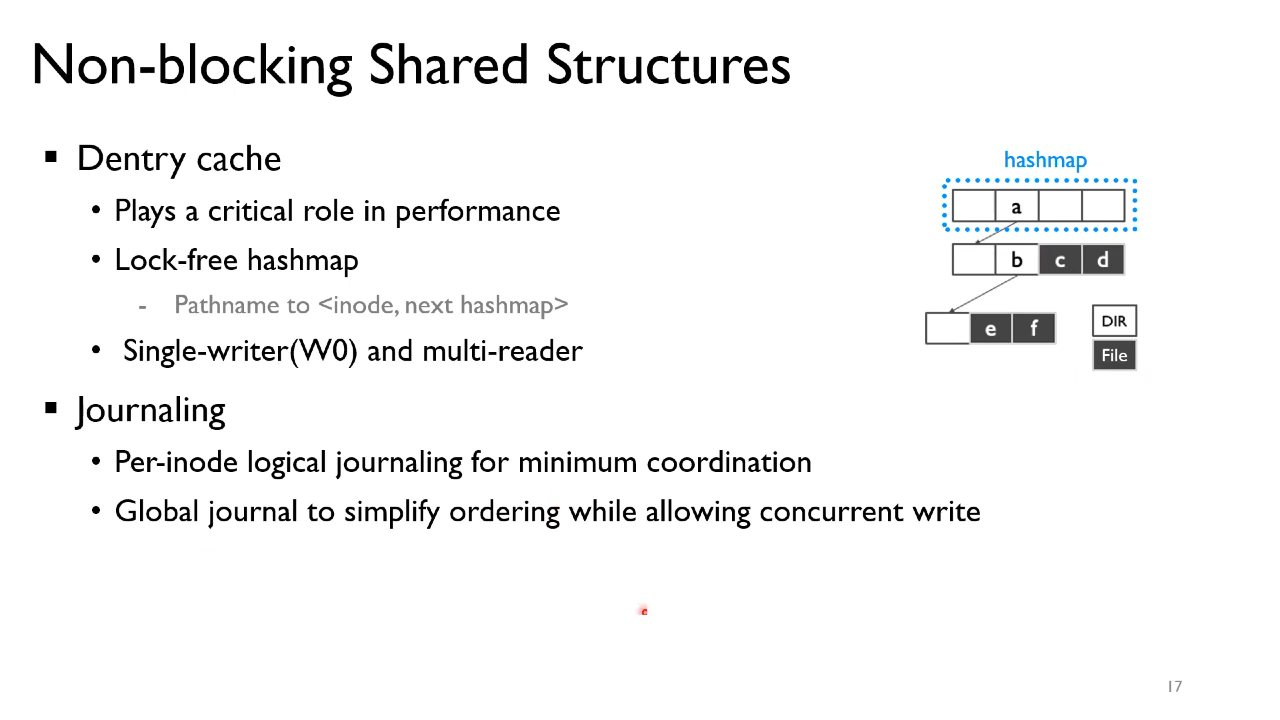 Non-blocking Shared Structures
▪ Dentry cache
• Plays a critical role in performance
• Lock-free hashmap
- Pathname to <inode, next hashmap>
• Single-writer(W0) and multi-reader
▪ Journaling
• Per-inode logical journaling for minimum coordination
• Global journal to simplify ordering while allowing concurrent write
hashmap
a
b c d
e f
DIR
File
17